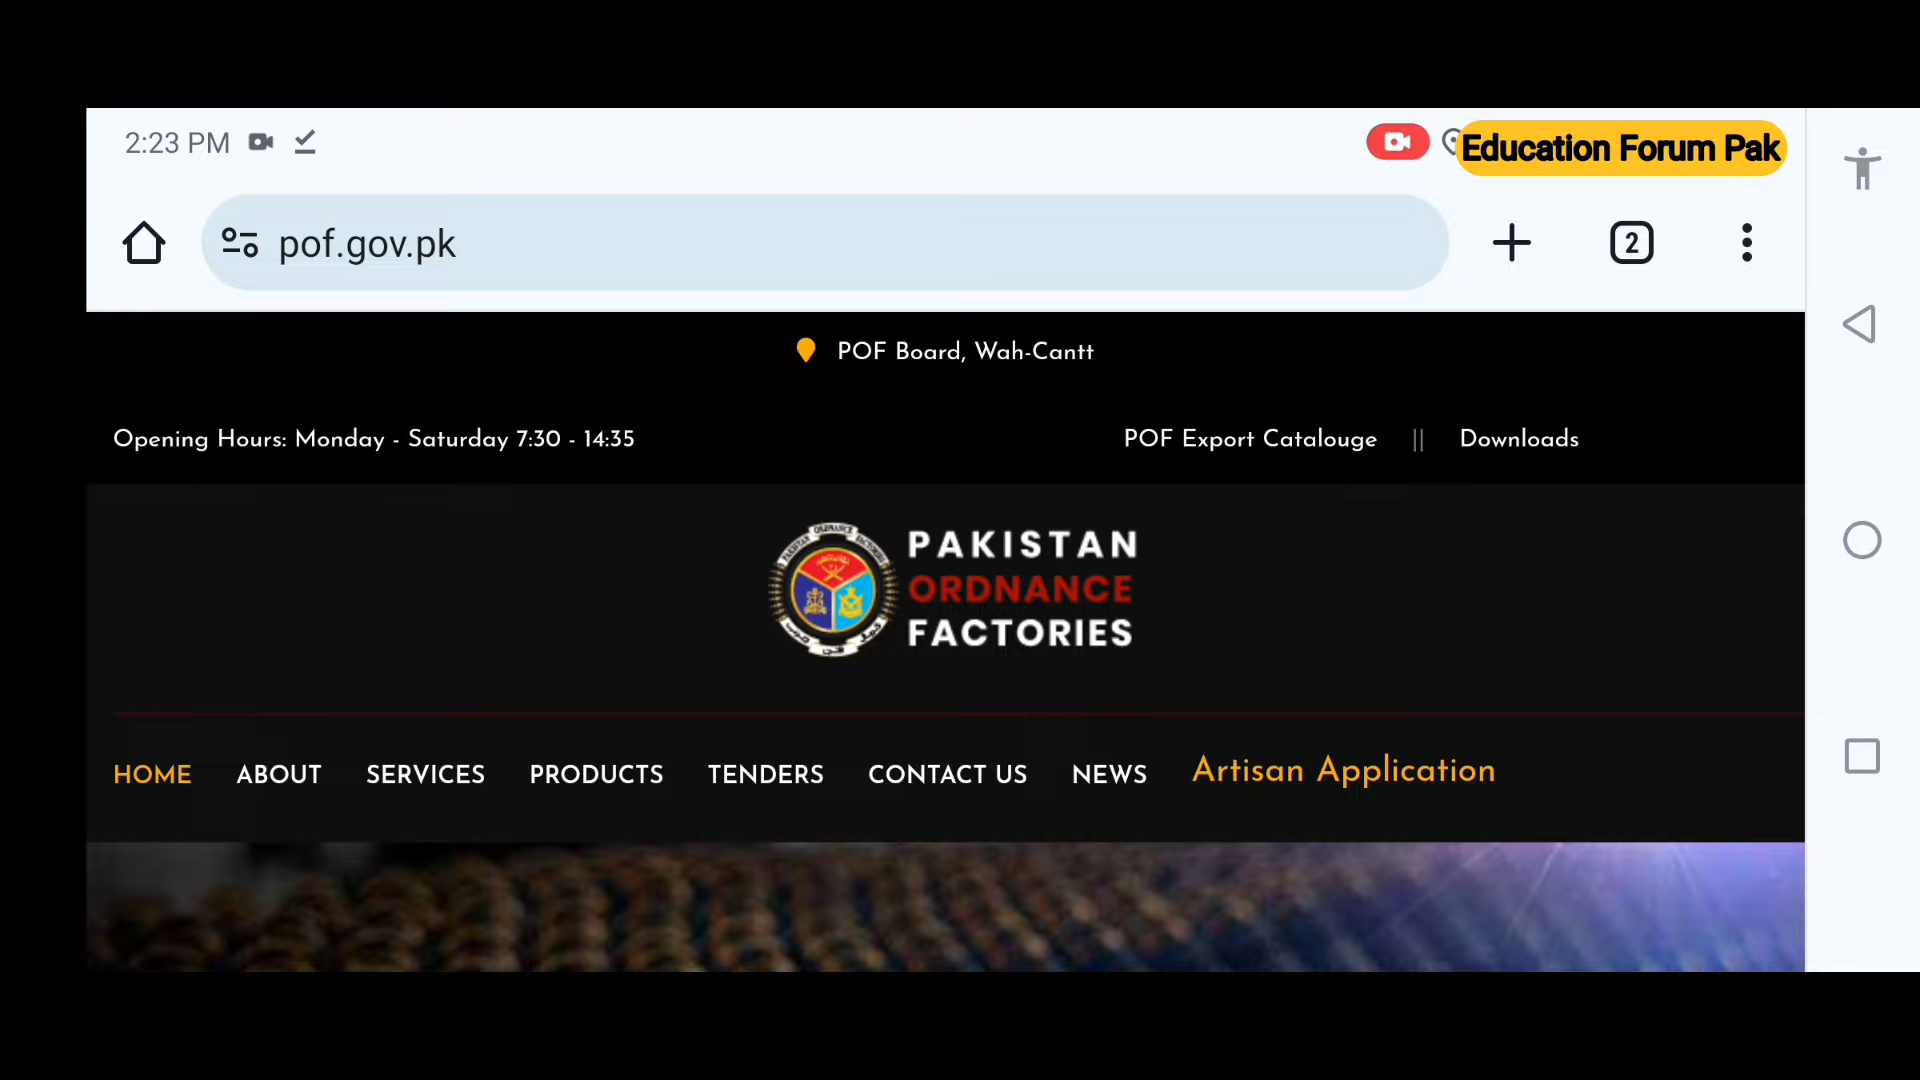 2:23 PM
Education Forum Pak
pof.gov.pk
2
POF Board, Wah-Cantt
Opening Hours: Monday - Saturday 7:30 - 14:35
POF Export Catalouge || Downloads
PAKISTAN
ORDNANCE
FACTORIES
HOME ABOUT SERVICES PRODUCTS TENDERS CONTACT US NEWS Artisan Application